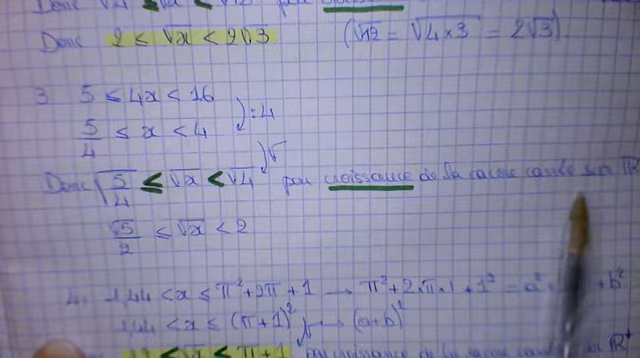 Donc √4 ≤ √x < √12 par
Donc 2 ≤ √x < 2√3 (√12 = √4×3 = 2√3).
3 5 ≤ 4x < 16
5/4 ≤ x < 4 :4
√
Donc √5/4 ≤ √x < √4 par croissance de la racine carrée sur IR
√5/2 ≤ √x < 2
4. 1,44 < x ≤ π²+2π+1 → π²+2.π.1+1² = a² + b²
1,44 < x ≤ (π+1)² → (a+b)²
≤ √x ≤ π+1 par croissance de la racine sur IR⁺